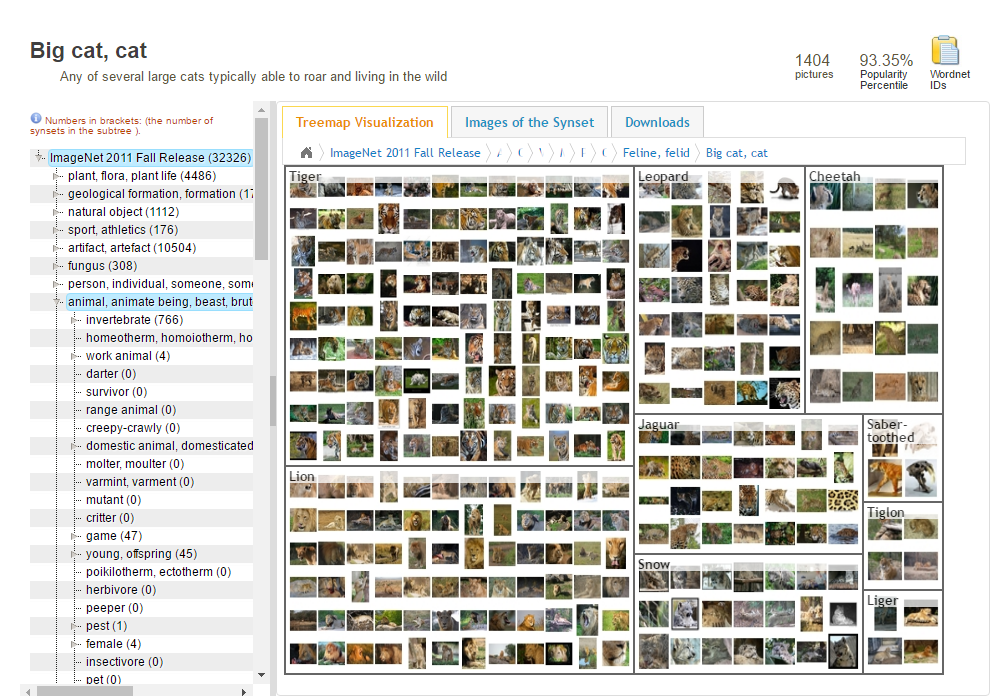 Big cat, cat
Any of several large cats typically able to roar and living in the wild
1404
pictures
93.35%
Popularity
Percentile
Wordnet
IDs
Numbers in brackets: (the number of
synsets in the subtree ).
ImageNet 2011 Fall Release (32326)
plant, flora, plant life (4486)
geological formation, formation (17
natural object (1112)
sport, athletics (176)
artifact, artefact (10504)
fungus (308)
person, individual, someone, some
animal, animate being, beast, brut
invertebrate (766)
homeotherm, homoiotherm, ho
work animal (4)
darter (0)
survivor (0)
range animal (0)
creepy-crawly (0)
domestic animal, domesticated
molter, moulter (0)
varmint, varment (0)
mutant (0)
critter (0)
game (47)
young, offspring (45)
poikilotherm, ectotherm (0)
herbivore (0)
peeper (0)
pest (1)
female (4)
insectivore (0)
pet (0)
Treemap Visualization
Images of the Synset
Downloads
ImageNet 2011 Fall Release
Feline, felid
Big cat, cat
Tiger
Leopard
Cheetah
Jaguar
Saber-
toothed
Lion
Tiglon
Snow
Liger